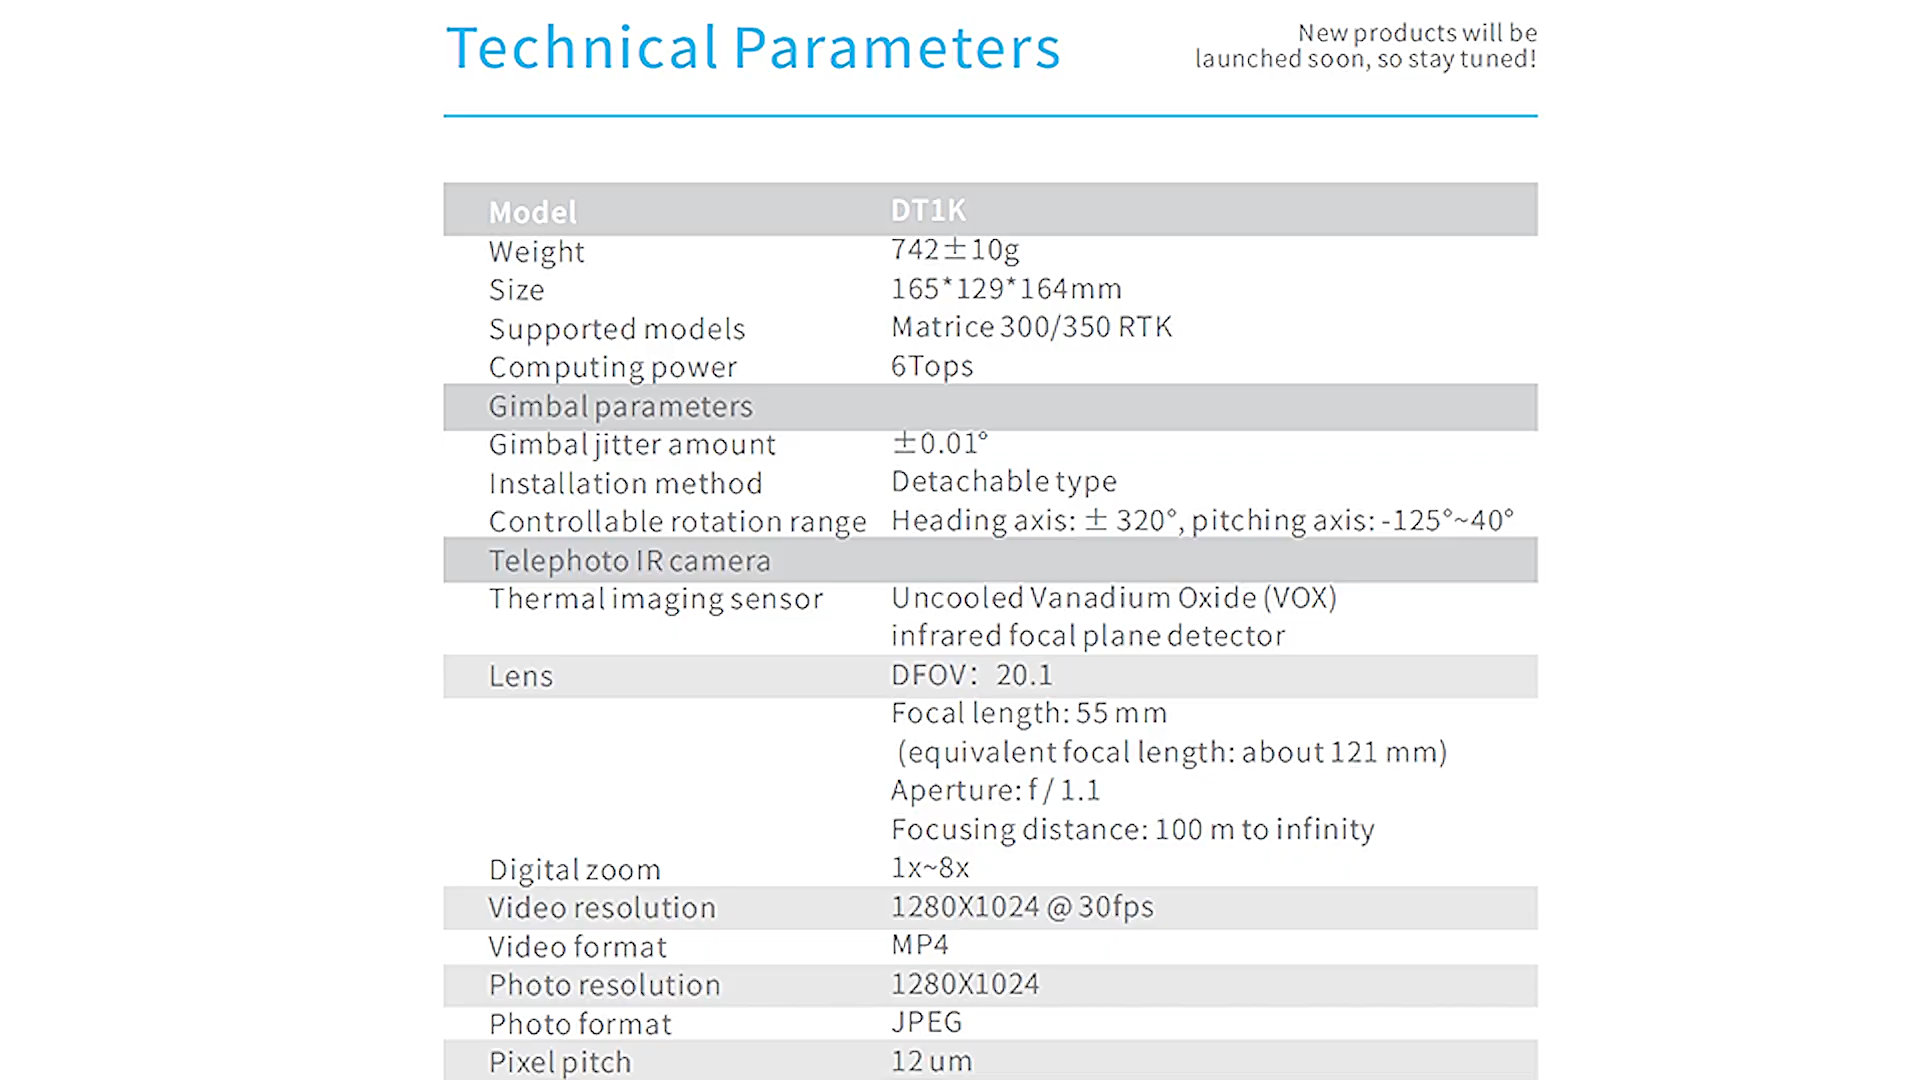 Technical Parameters
New products will be
launched soon, so stay tuned!
Model DT1K
Weight 742±10g
Size 165*129*164mm
Supported models Matrice 300/350 RTK
Computing power 6Tops
Gimbal parameters
Gimbal jitter amount ±0.01°
Installation method Detachable type
Controllable rotation range Heading axis: ± 320°, pitching axis: -125°~40°
Telephoto IR camera
Thermal imaging sensor Uncooled Vanadium Oxide (VOX)
infrared focal plane detector
Lens DFOV: 20.1
Focal length: 55 mm
(equivalent focal length: about 121 mm)
Aperture: f / 1.1
Focusing distance: 100 m to infinity
Digital zoom 1x~8x
Video resolution 1280X1024 @ 30fps
Video format MP4
Photo resolution 1280X1024
Photo format JPEG
Pixel pitch 12 um